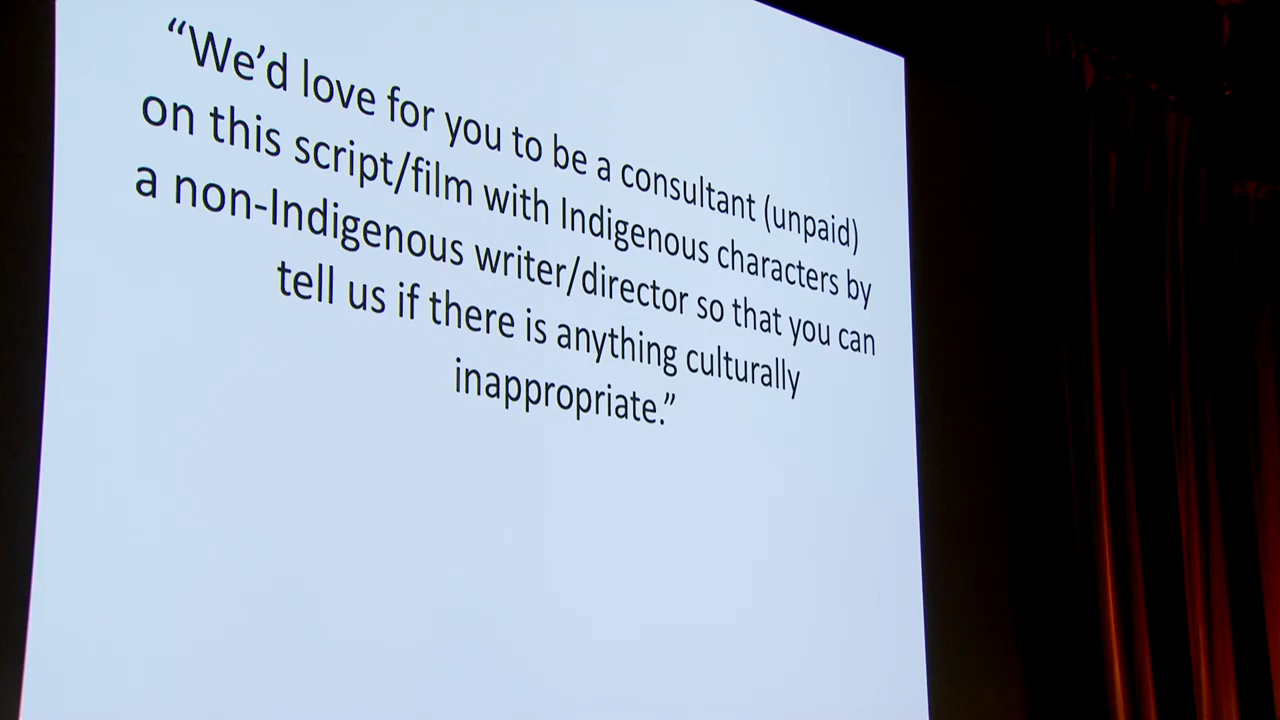 “We’d love for you to be a consultant (unpaid)
on this script/film with Indigenous characters by
a non-Indigenous writer/director so that you can
tell us if there is anything culturally
inappropriate.”